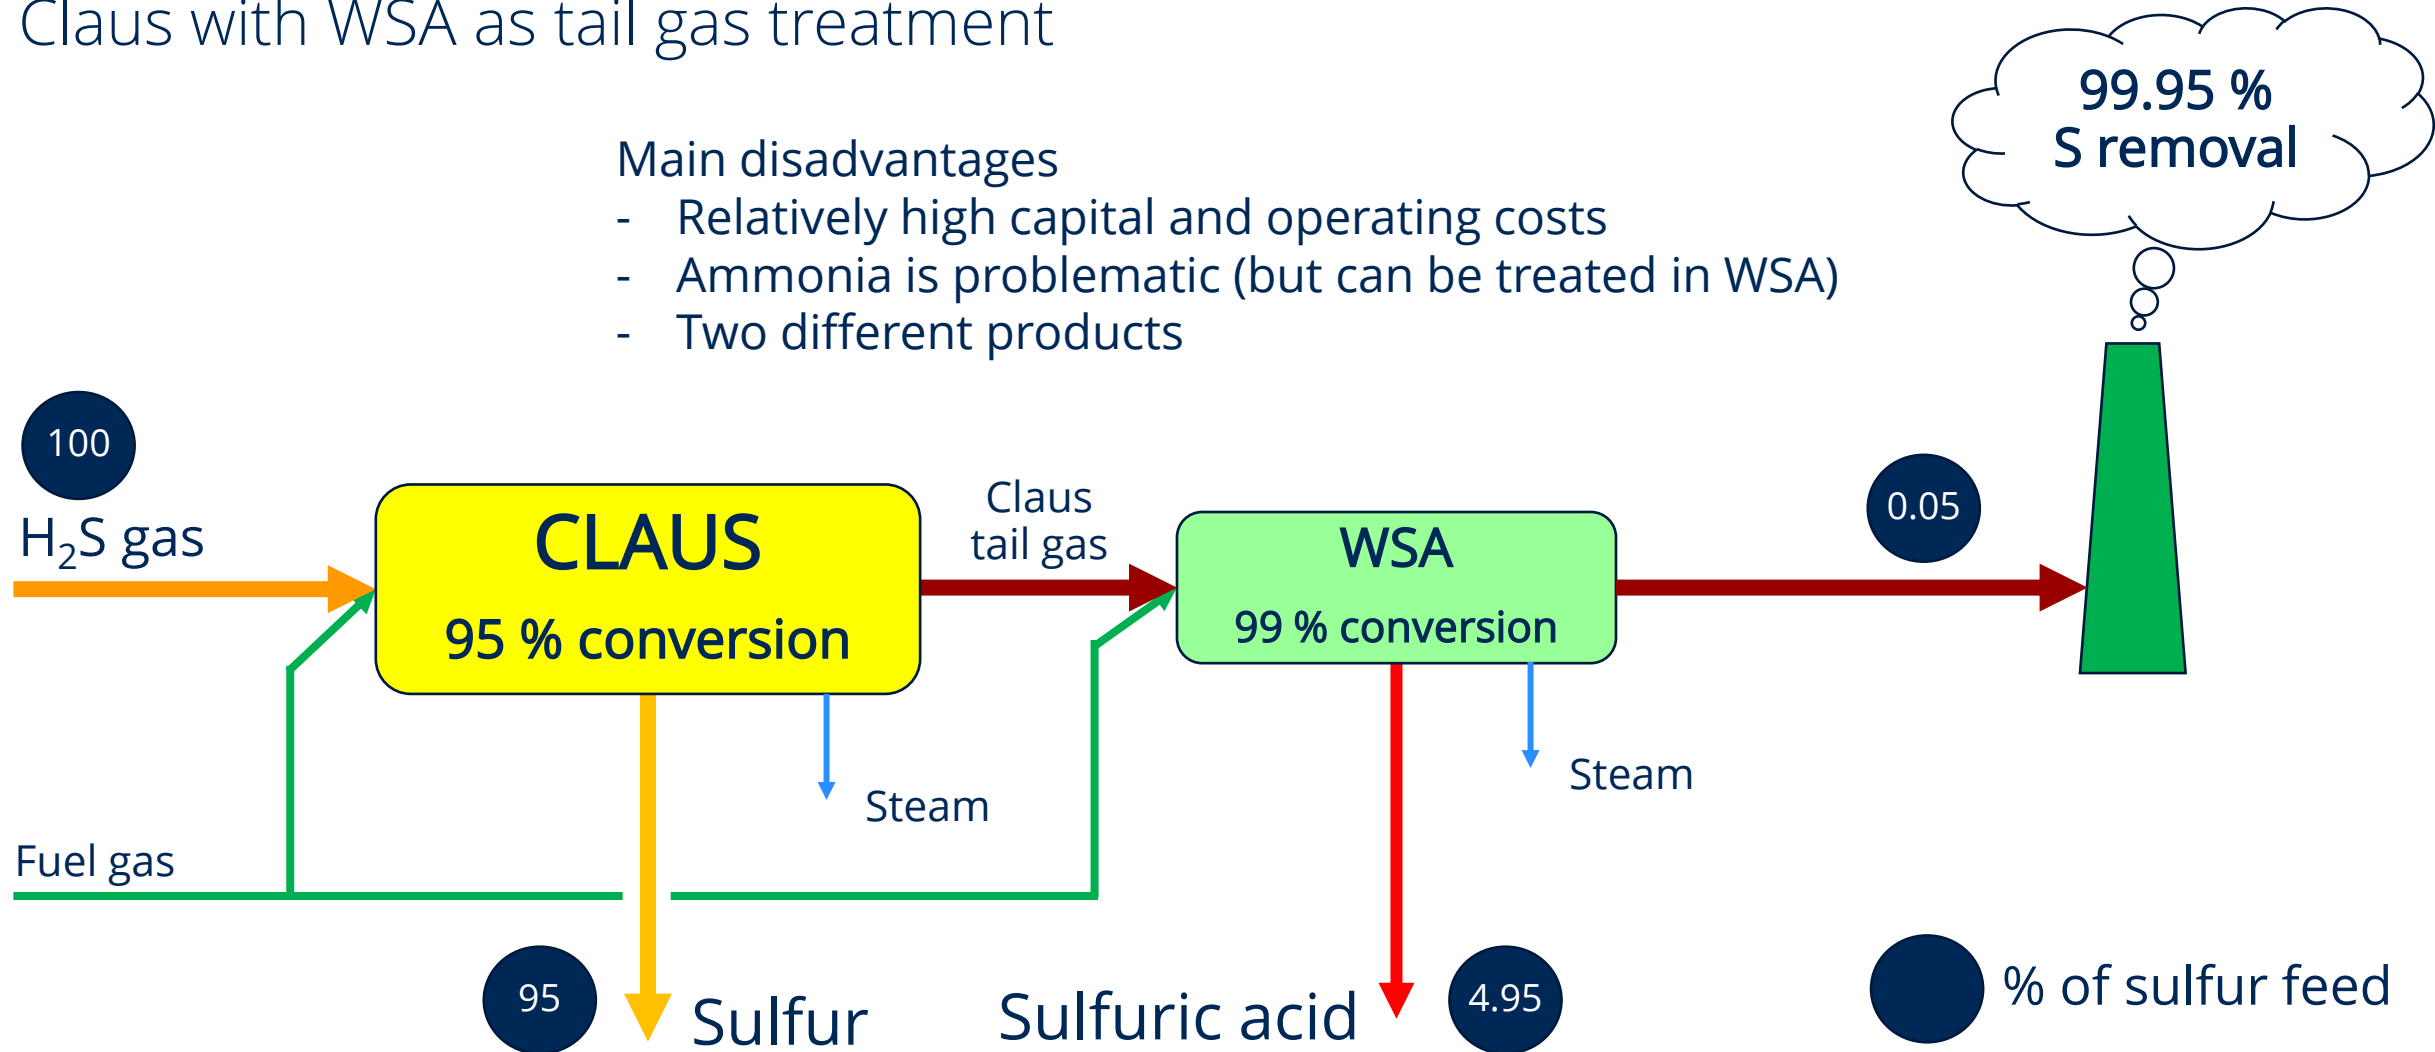 Claus with WSA as tail gas treatment
99.95 %
S removal
Main disadvantages
- Relatively high capital and operating costs
- Ammonia is problematic (but can be treated in WSA)
- Two different products
100
H₂S gas
CLAUS
95 % conversion
Claus
tail gas
WSA
99 % conversion
0.05
Steam
Steam
Fuel gas
95
Sulfur
Sulfuric acid
4.95
% of sulfur feed